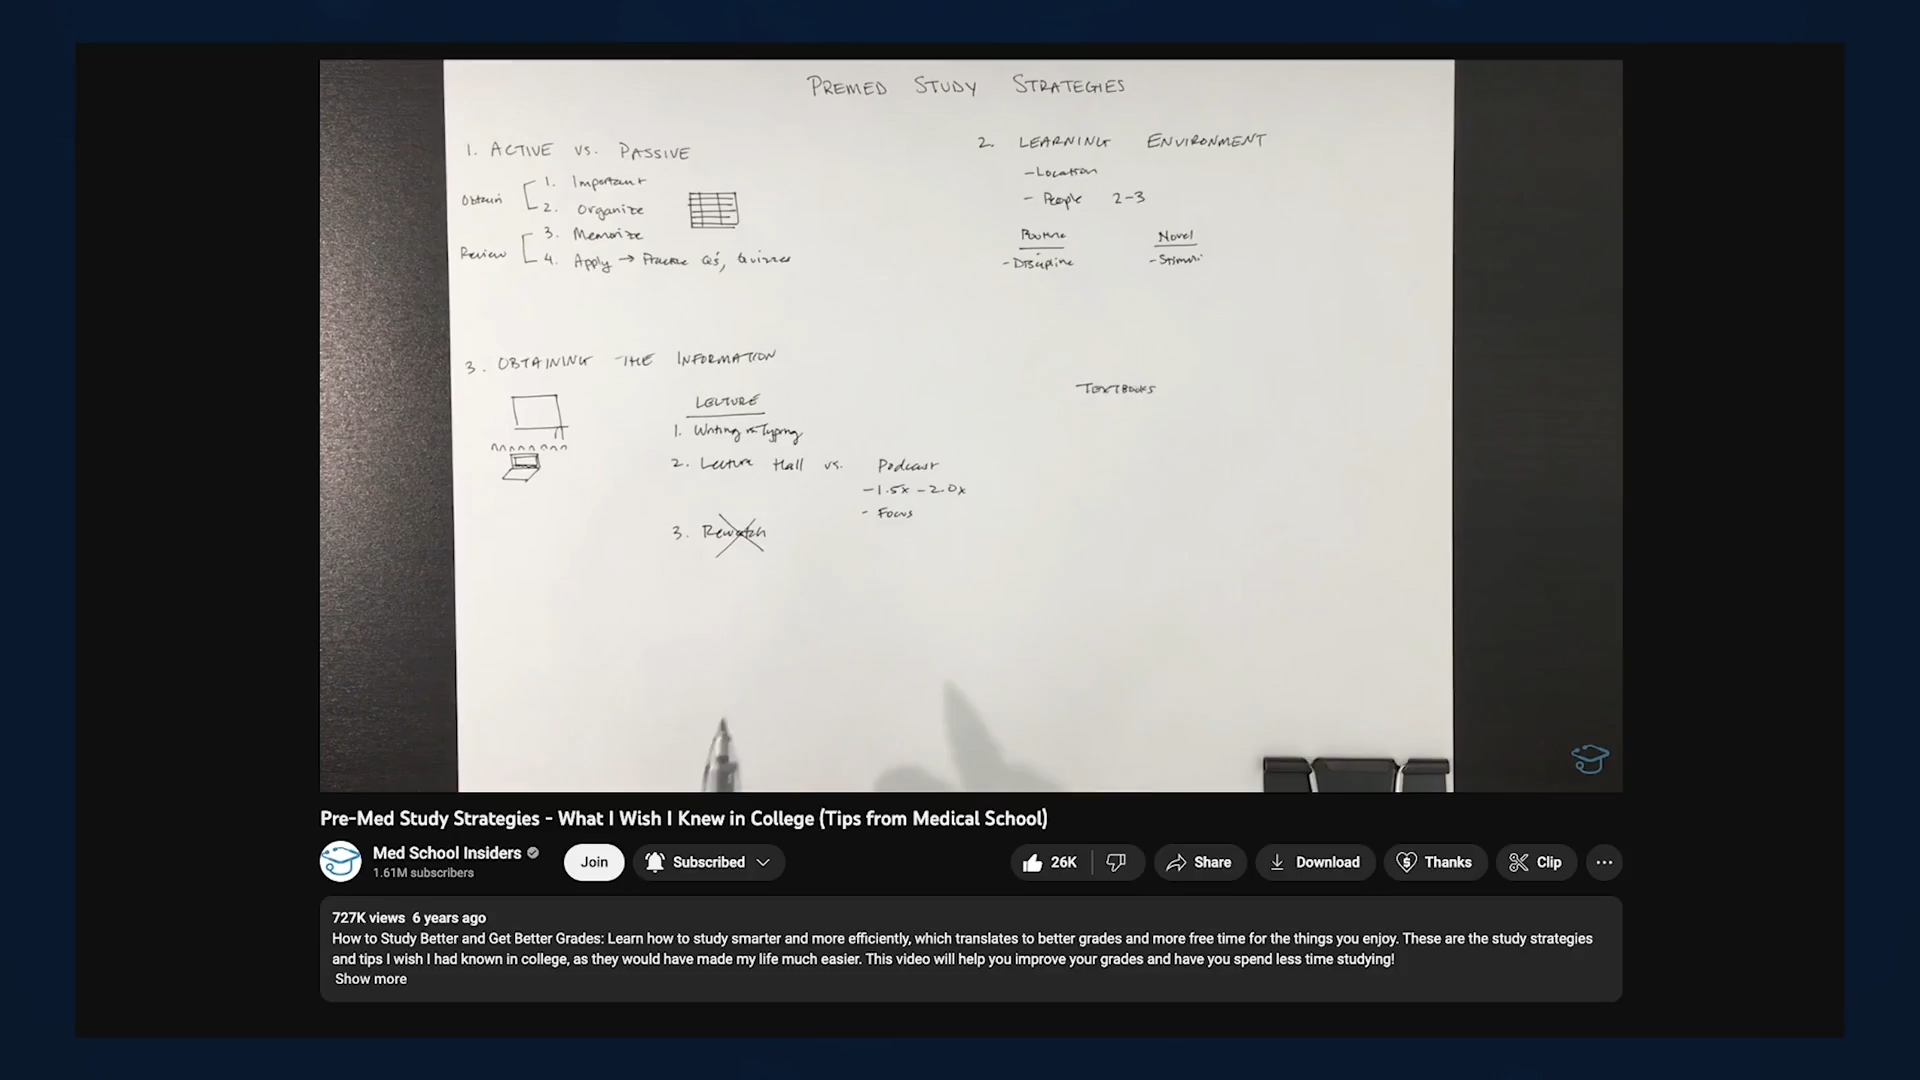 PREMED STUDY STRATEGIES
1. ACTIVE VS. PASSIVE
Obtain
1. Important
2. Organize
Review
3. Memorize
4. Apply → Practice Q's, Quizzes
2. LEARNING ENVIRONMENT
- Location
- People 2-3
Routine
- Discipline
Novel
- Stimuli
3. OBTAINING THE INFORMATION
LECTURE
1. Writing vs Typing
2. Lecture Hall vs. Podcast
- 1.5x - 2.0x
- Focus
3. Rewatch
TEXTBOOKS
Pre-Med Study Strategies - What I Wish I Knew in College (Tips from Medical School)
Med School Insiders
1.61M subscribers
Join
Subscribed
26K
Share
Download
Thanks
Clip
727K views 6 years ago
How to Study Better and Get Better Grades: Learn how to study smarter and more efficiently, which translates to better grades and more free time for the things you enjoy. These are the study strategies
and tips I wish I had known in college, as they would have made my life much easier. This video will help you improve your grades and have you spend less time studying!
Show more